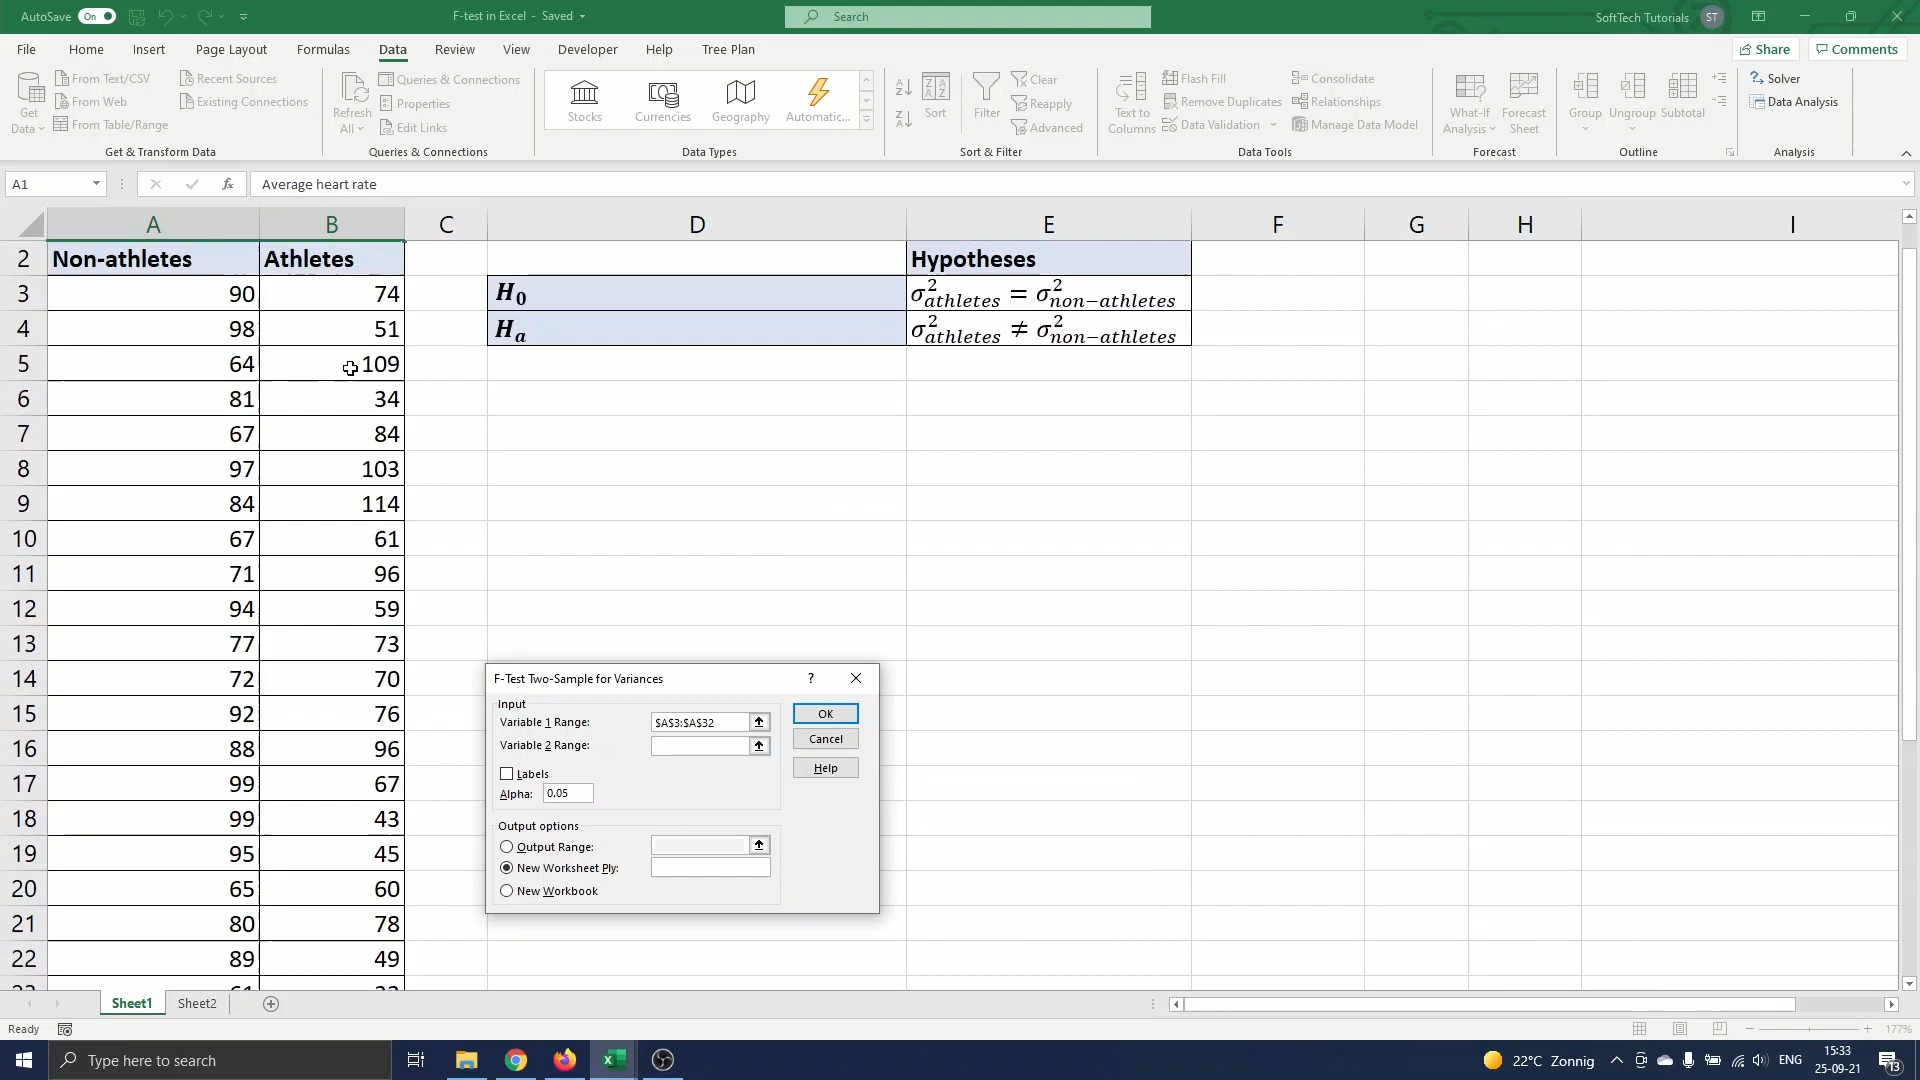 AutoSave On F-test in Excel - Saved Search SoftTech Tutorials ST
File Home Insert Page Layout Formulas Data Review View Developer Help Tree Plan Share Comments
Get Data
From Text/CSV
From Web
From Table/Range
Recent Sources
Existing Connections
Get & Transform Data
Refresh All
Queries & Connections
Properties
Edit Links
Queries & Connections
Stocks Currencies Geography Automatic...
Data Types
Sort
Filter
Clear
Reapply
Advanced
Sort & Filter
Text to Columns
Flash Fill
Remove Duplicates
Data Validation
Consolidate
Relationships
Manage Data Model
Data Tools
What-If Analysis
Forecast Sheet
Forecast
Group Ungroup Subtotal
Outline
Solver
Data Analysis
Analysis
A1 fx Average heart rate
A B C D E F G H I
2 Non-athletes Athletes Hypotheses
3 90 74 H₀ σ²athletes = σ²non−athletes
4 98 51 Hₐ σ²athletes ≠ σ²non−athletes
5 64 109
6 81 34
7 67 84
8 97 103
9 84 114
10 67 61
11 71 96
12 94 59
13 77 73
14 72 70
15 92 76
16 88 96
17 99 67
18 99 43
19 95 45
20 65 60
21 80 78
22 89 49
F-Test Two-Sample for Variances ?
Input
Variable 1 Range: $A$3:$A$32
Variable 2 Range:
Labels
Alpha: 0.05
Output options
Output Range:
New Worksheet Ply:
New Workbook
OK
Cancel
Help
Sheet1 Sheet2
Ready 177%
Type here to search 22°C Zonnig ENG 15:33
25-09-21 13